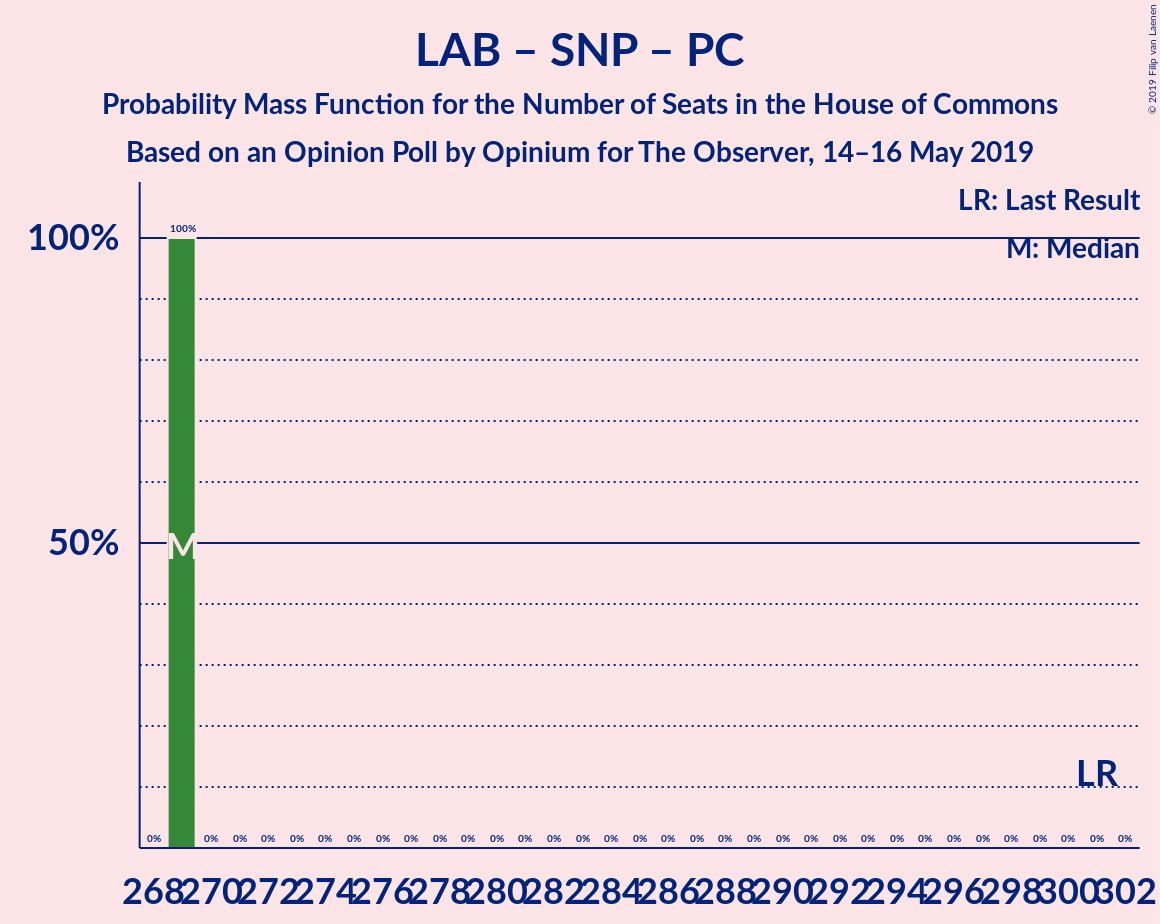 LAB – SNP – PC
Probability Mass Function for the Number of Seats in the House of Commons
Based on an Opinion Poll by Opinium for The Observer, 14–16 May 2019
© 2019 Filip van Laenen
LR: Last Result
M: Median
100%
100%
50%
M
LR
0% 0% 0% 0% 0% 0% 0% 0% 0% 0% 0% 0% 0% 0% 0% 0% 0% 0% 0% 0% 0% 0% 0% 0% 0% 0% 0% 0% 0% 0% 0% 0% 0% 0%
268 270 272 274 276 278 280 282 284 286 288 290 292 294 296 298 300 302